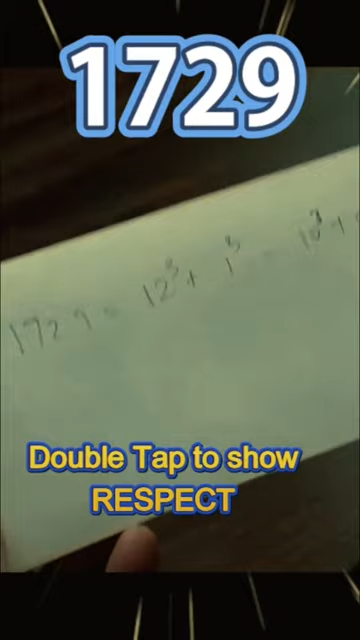 1729
1729 = 12³ + 1³ = 10³ +
Double Tap to show
RESPECT